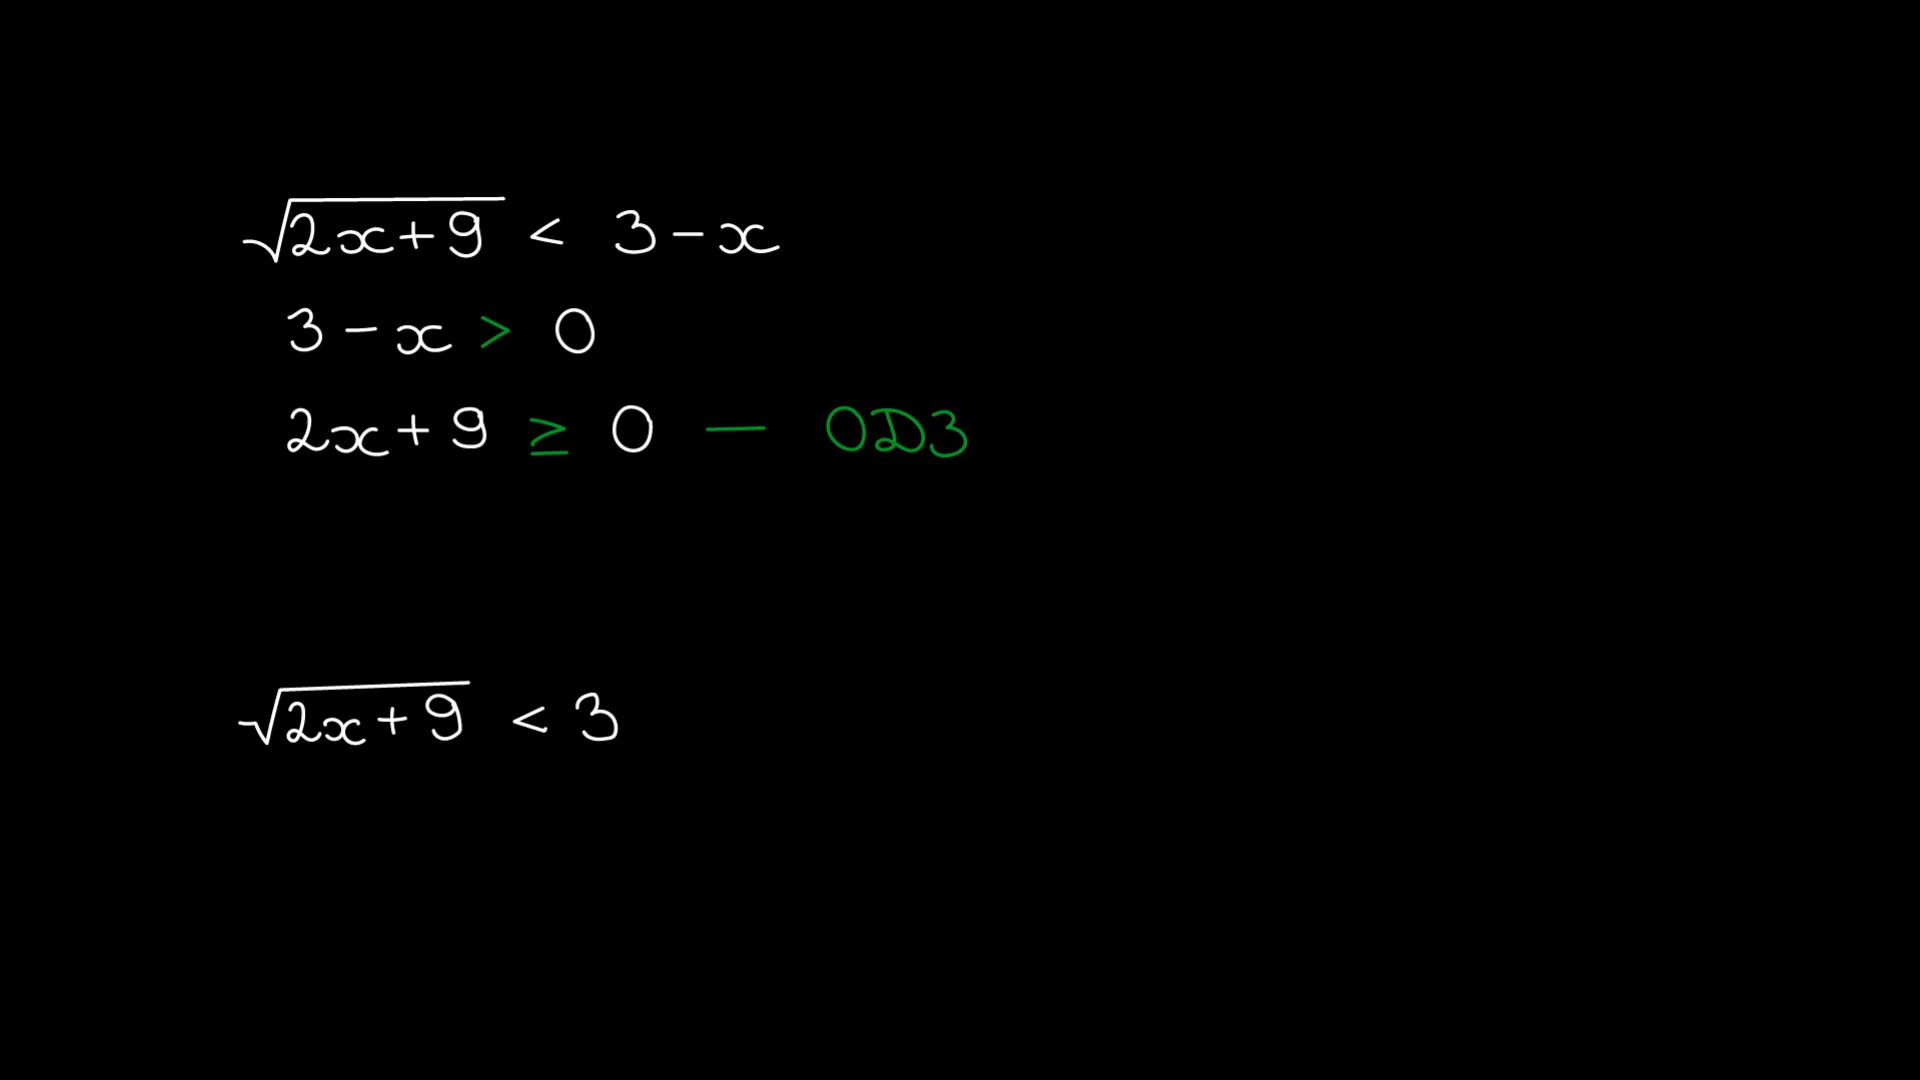 √(2x+9) < 3-x
3-x > 0
2x+9 ≥ 0 — ОДЗ
√(2x+9) < 3